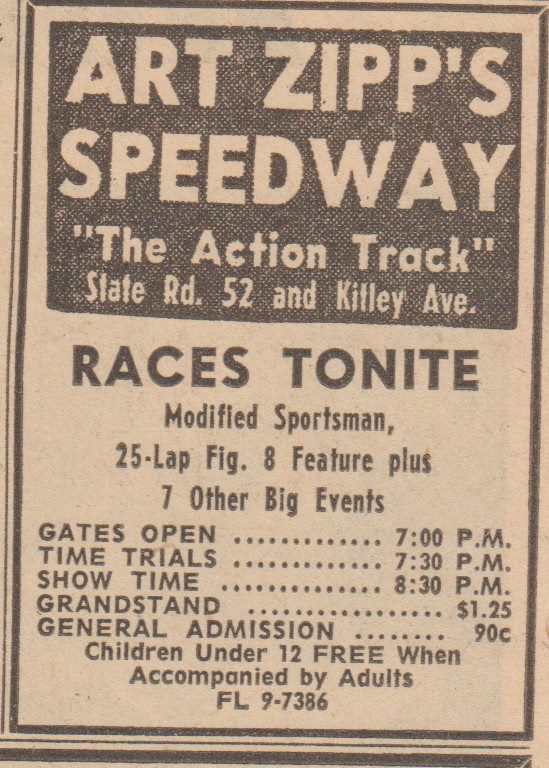 ART ZIPP'S
SPEEDWAY
"The Action Track"
State Rd. 52 and Killey Ave.
RACES TONITE
Modified Sportsman,
25-Lap Fig. 8 Feature plus
7 Other Big Events
GATES OPEN ............. 7:00 P.M.
TIME TRIALS ............. 7:30 P.M.
SHOW TIME .............. 8:30 P.M.
GRANDSTAND ................. $1.25
GENERAL ADMISSION ........ 90c
Children Under 12 FREE When
Accompanied by Adults
FL 9-7386